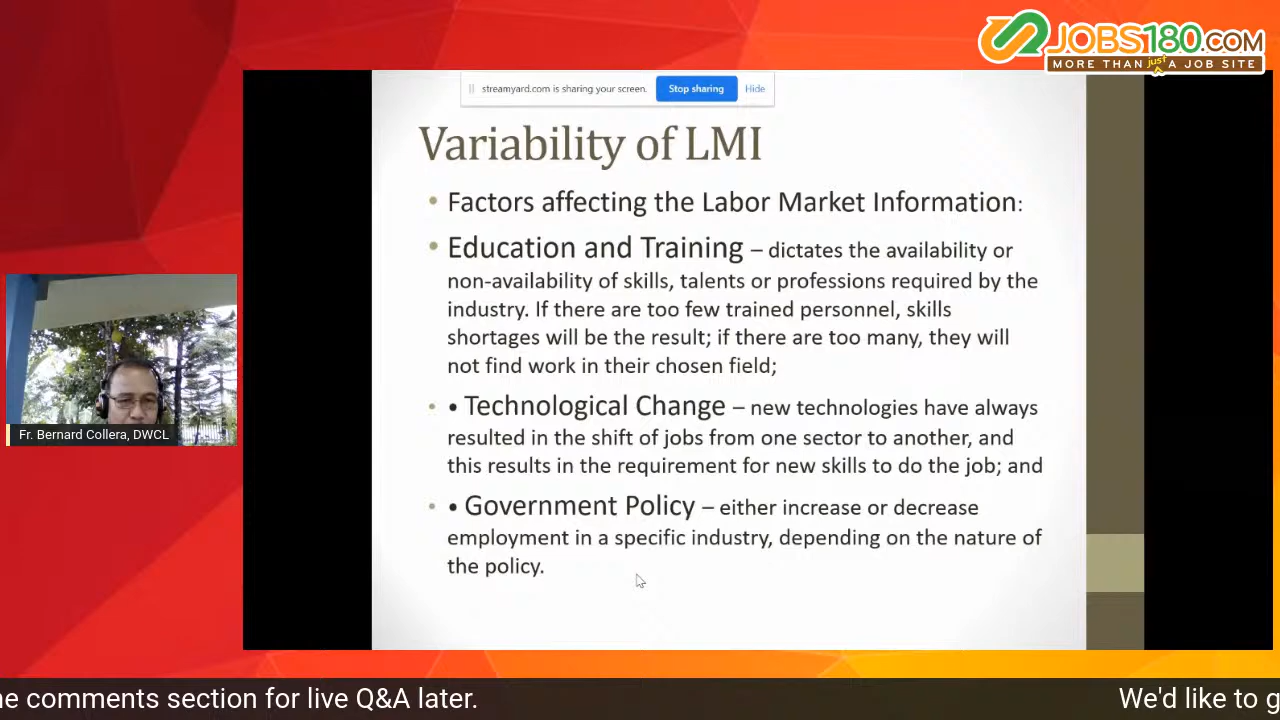 JOBS180.COM
MORE THAN just A JOB SITE
streamyard.com is sharing your screen. Stop sharing Hide
Variability of LMI
• Factors affecting the Labor Market Information:
• Education and Training – dictates the availability or
non-availability of skills, talents or professions required by the
industry. If there are too few trained personnel, skills
shortages will be the result; if there are too many, they will
not find work in their chosen field;
• • Technological Change – new technologies have always
resulted in the shift of jobs from one sector to another, and
this results in the requirement for new skills to do the job; and
• • Government Policy – either increase or decrease
employment in a specific industry, depending on the nature of
the policy.
Fr. Bernard Collera, DWCL
e comments section for live Q&A later. We'd like to g